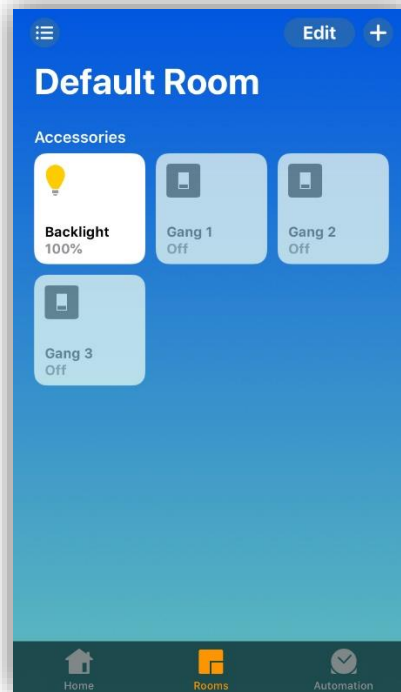 Edit
Default Room
Accessories
Backlight
100%
Gang 1
Off
Gang 2
Off
Gang 3
Off
Home
Rooms
Automation